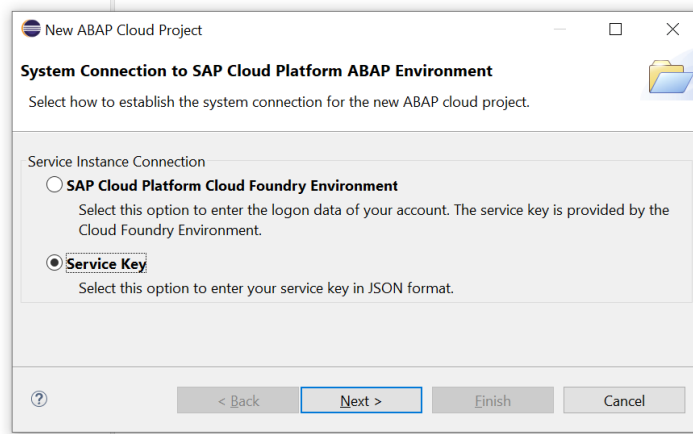 New ABAP Cloud Project
System Connection to SAP Cloud Platform ABAP Environment
Select how to establish the system connection for the new ABAP cloud project.
Service Instance Connection
SAP Cloud Platform Cloud Foundry Environment
Select this option to enter the logon data of your account. The service key is provided by the
Cloud Foundry Environment.
Service Key
Select this option to enter your service key in JSON format.
?
< Back
Next >
Finish
Cancel